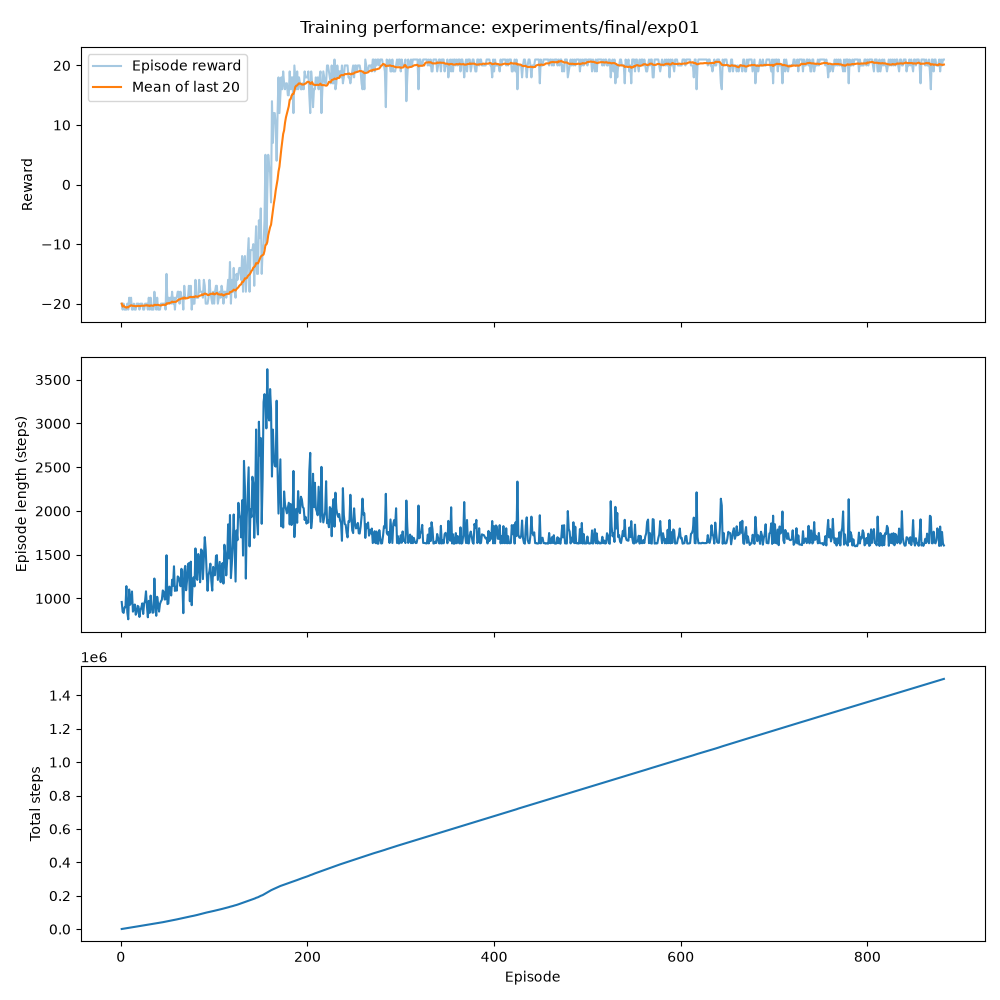 Training performance: experiments/final/exp01
Episode reward
Mean of last 20
20
10
0
−10
−20
Reward
3500
3000
2500
2000
1500
1000
Episode length (steps)
1e6
1.4
1.2
1.0
0.8
0.6
0.4
0.2
0.0
Total steps
0 200 400 600 800
Episode